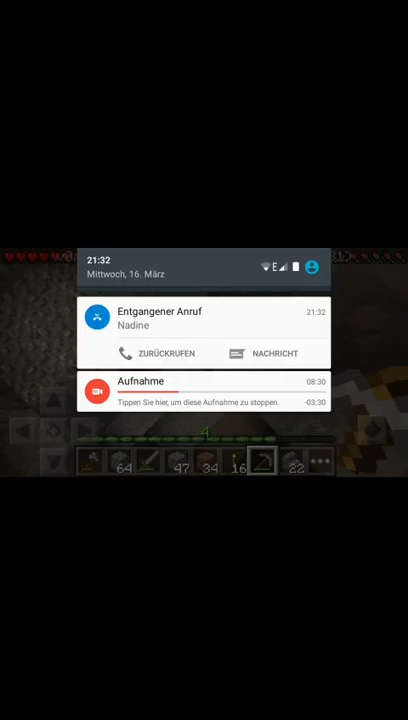 21:32
Mittwoch, 16. März
E
Entgangener Anruf 21:32
Nadine
ZURÜCKRUFEN NACHRICHT
Aufnahme 08:30
Tippen Sie hier, um diese Aufnahme zu stoppen. -03:30
4
64 47 34 16 22